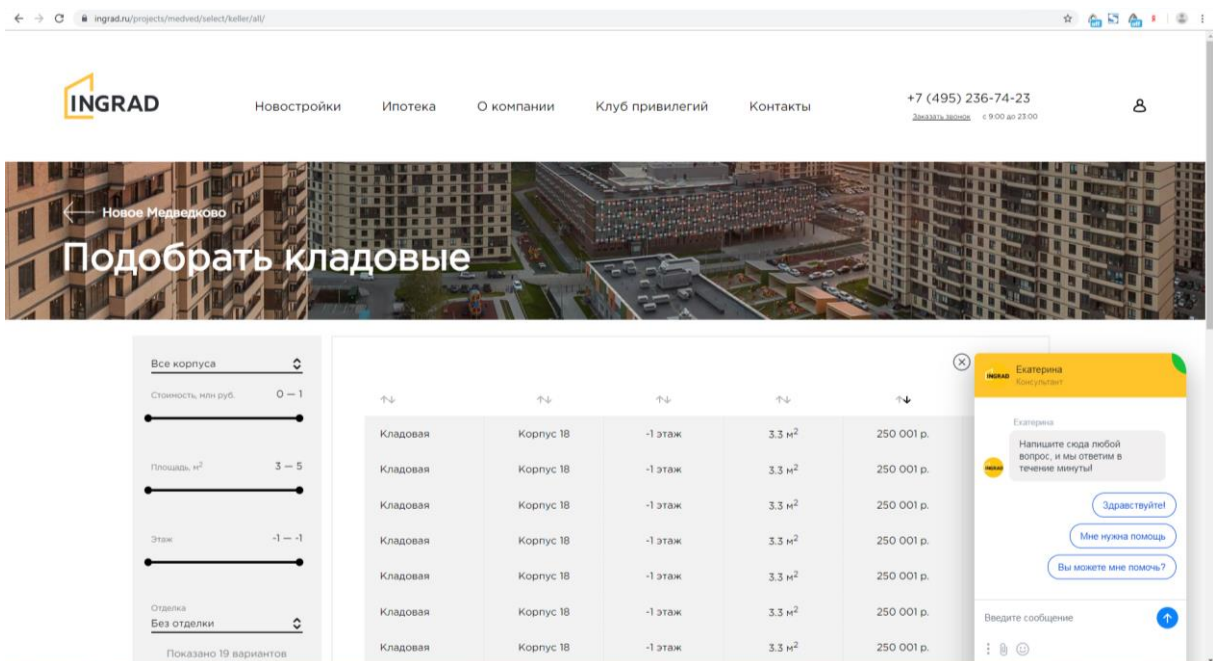 ingrad.ru/projects/medved/select/keller/all/
INGRAD
Новостройки Ипотека О компании Клуб привилегий Контакты
+7 (495) 236-74-23
Заказать звонок с 9:00 до 23:00
Новое Медведково
Подобрать кладовые
Все корпуса
Стоимость, млн руб. 0 — 1
Площадь, м² 3 — 5
Этаж -1 — -1
Отделка
Без отделки
Показано 19 вариантов
Кладовая Корпус 18 -1 этаж 3.3 м² 250 001 р.
Кладовая Корпус 18 -1 этаж 3.3 м² 250 001 р.
Кладовая Корпус 18 -1 этаж 3.3 м² 250 001 р.
Кладовая Корпус 18 -1 этаж 3.3 м² 250 001 р.
Кладовая Корпус 18 -1 этаж 3.3 м² 250 001 р.
Кладовая Корпус 18 -1 этаж 3.3 м² 250 001 р.
Кладовая Корпус 18 -1 этаж 3.3 м² 250 001 р.
INGRAD
Екатерина
Консультант
Екатерина
Напишите сюда любой
вопрос, и мы ответим в
течение минуты!
INGRAD
Здравствуйте!
Мне нужна помощь
Вы можете мне помочь?
Введите сообщение